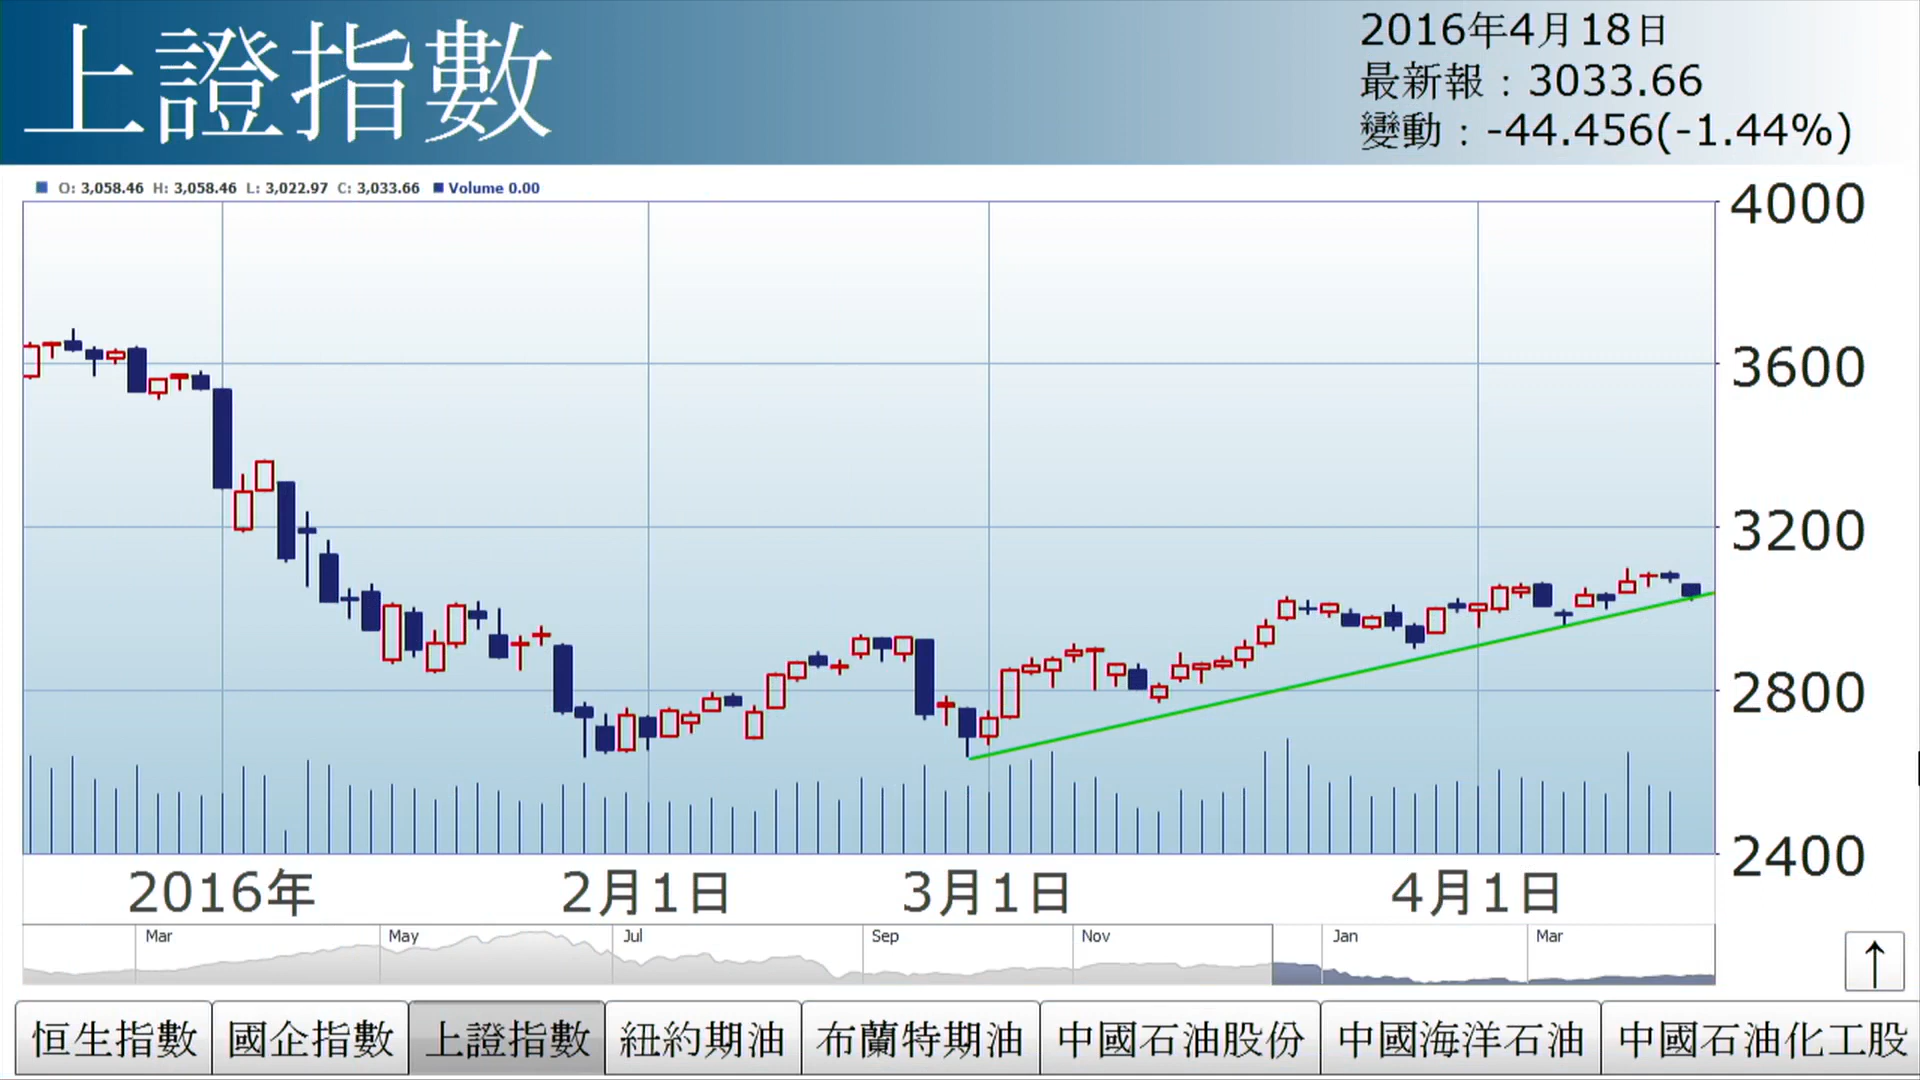 上證指數
2016年4月18日
最新報：3033.66
變動：-44.456(-1.44%)
O: 3,058.46 H: 3,058.46 L: 3,022.97 C: 3,033.66 Volume 0.00
4000
3600
3200
2800
2400
2016年 2月1日 3月1日 4月1日
Mar May Jul Sep Nov Jan Mar
↑
恒生指數 國企指數 上證指數 紐約期油 布蘭特期油 中國石油股份 中國海洋石油 中國石油化工股